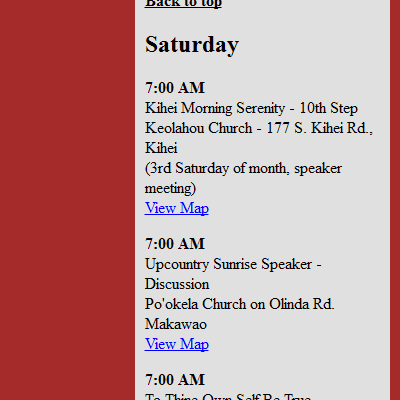 Back to top
Saturday
7:00 AM
Kihei Morning Serenity - 10th Step
Keolahou Church - 177 S. Kihei Rd.,
Kihei
(3rd Saturday of month, speaker
meeting)
View Map
7:00 AM
Upcountry Sunrise Speaker -
Discussion
Po'okela Church on Olinda Rd.
Makawao
View Map
7:00 AM
To Thine Own Self Be True